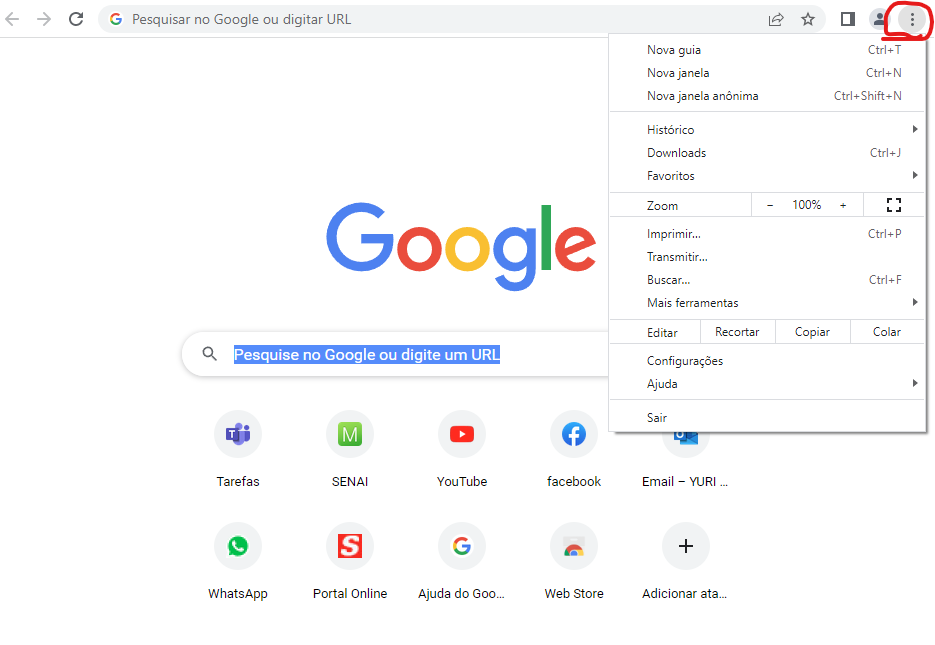 Pesquisar no Google ou digitar URL
Nova guia Ctrl+T
Nova janela Ctrl+N
Nova janela anônima Ctrl+Shift+N
Histórico
Downloads Ctrl+J
Favoritos
Zoom − 100% +
Imprimir... Ctrl+P
Transmitir...
Buscar... Ctrl+F
Mais ferramentas
Editar Recortar Copiar Colar
Configurações
Ajuda
Sair
Google
Pesquise no Google ou digite um URL
Tarefas SENAI YouTube facebook Email – YURI ...
WhatsApp Portal Online Ajuda do Goo... Web Store Adicionar ata...